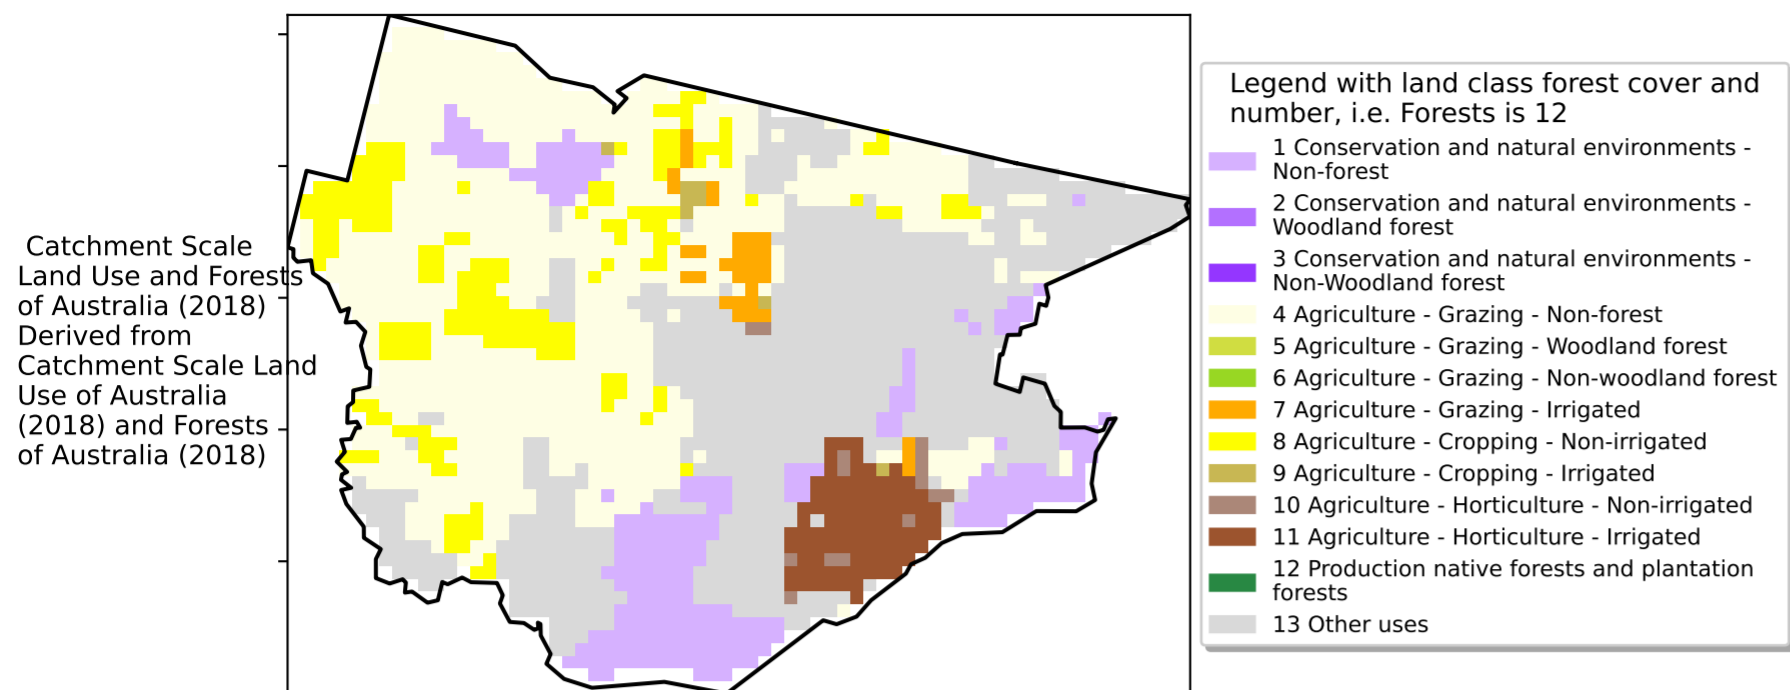 Catchment Scale
Land Use and Forests
of Australia (2018)
Derived from
Catchment Scale Land
Use of Australia
(2018) and Forests
of Australia (2018)
Legend with land class forest cover and
number, i.e. Forests is 12
1 Conservation and natural environments -
Non-forest
2 Conservation and natural environments -
Woodland forest
3 Conservation and natural environments -
Non-Woodland forest
4 Agriculture - Grazing - Non-forest
5 Agriculture - Grazing - Woodland forest
6 Agriculture - Grazing - Non-woodland forest
7 Agriculture - Grazing - Irrigated
8 Agriculture - Cropping - Non-irrigated
9 Agriculture - Cropping - Irrigated
10 Agriculture - Horticulture - Non-irrigated
11 Agriculture - Horticulture - Irrigated
12 Production native forests and plantation
forests
13 Other uses